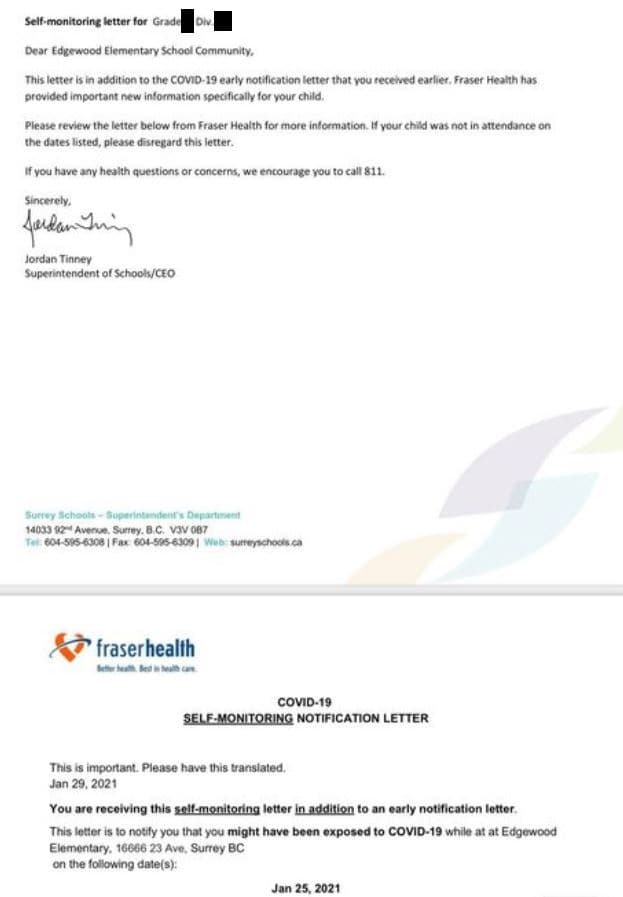 Self-monitoring letter for Grade Div.
Dear Edgewood Elementary School Community,
This letter is in addition to the COVID-19 early notification letter that you received earlier. Fraser Health has
provided important new information specifically for your child.
Please review the letter below from Fraser Health for more information. If your child was not in attendance on
the dates listed, please disregard this letter.
If you have any health questions or concerns, we encourage you to call 811.
Sincerely,
Jordan Tinney
Superintendent of Schools/CEO
Surrey Schools – Superintendent's Department
14033 92nd Avenue, Surrey, B.C. V3V 0B7
Tel: 604-595-6308 | Fax: 604-595-6309 | Web: surreyschools.ca
fraserhealth
Better health. Best in health care.
COVID-19
SELF-MONITORING NOTIFICATION LETTER
This is important. Please have this translated.
Jan 29, 2021
You are receiving this self-monitoring letter in addition to an early notification letter.
This letter is to notify you that you might have been exposed to COVID-19 while at at Edgewood
Elementary, 16666 23 Ave, Surrey BC
on the following date(s):
Jan 25, 2021